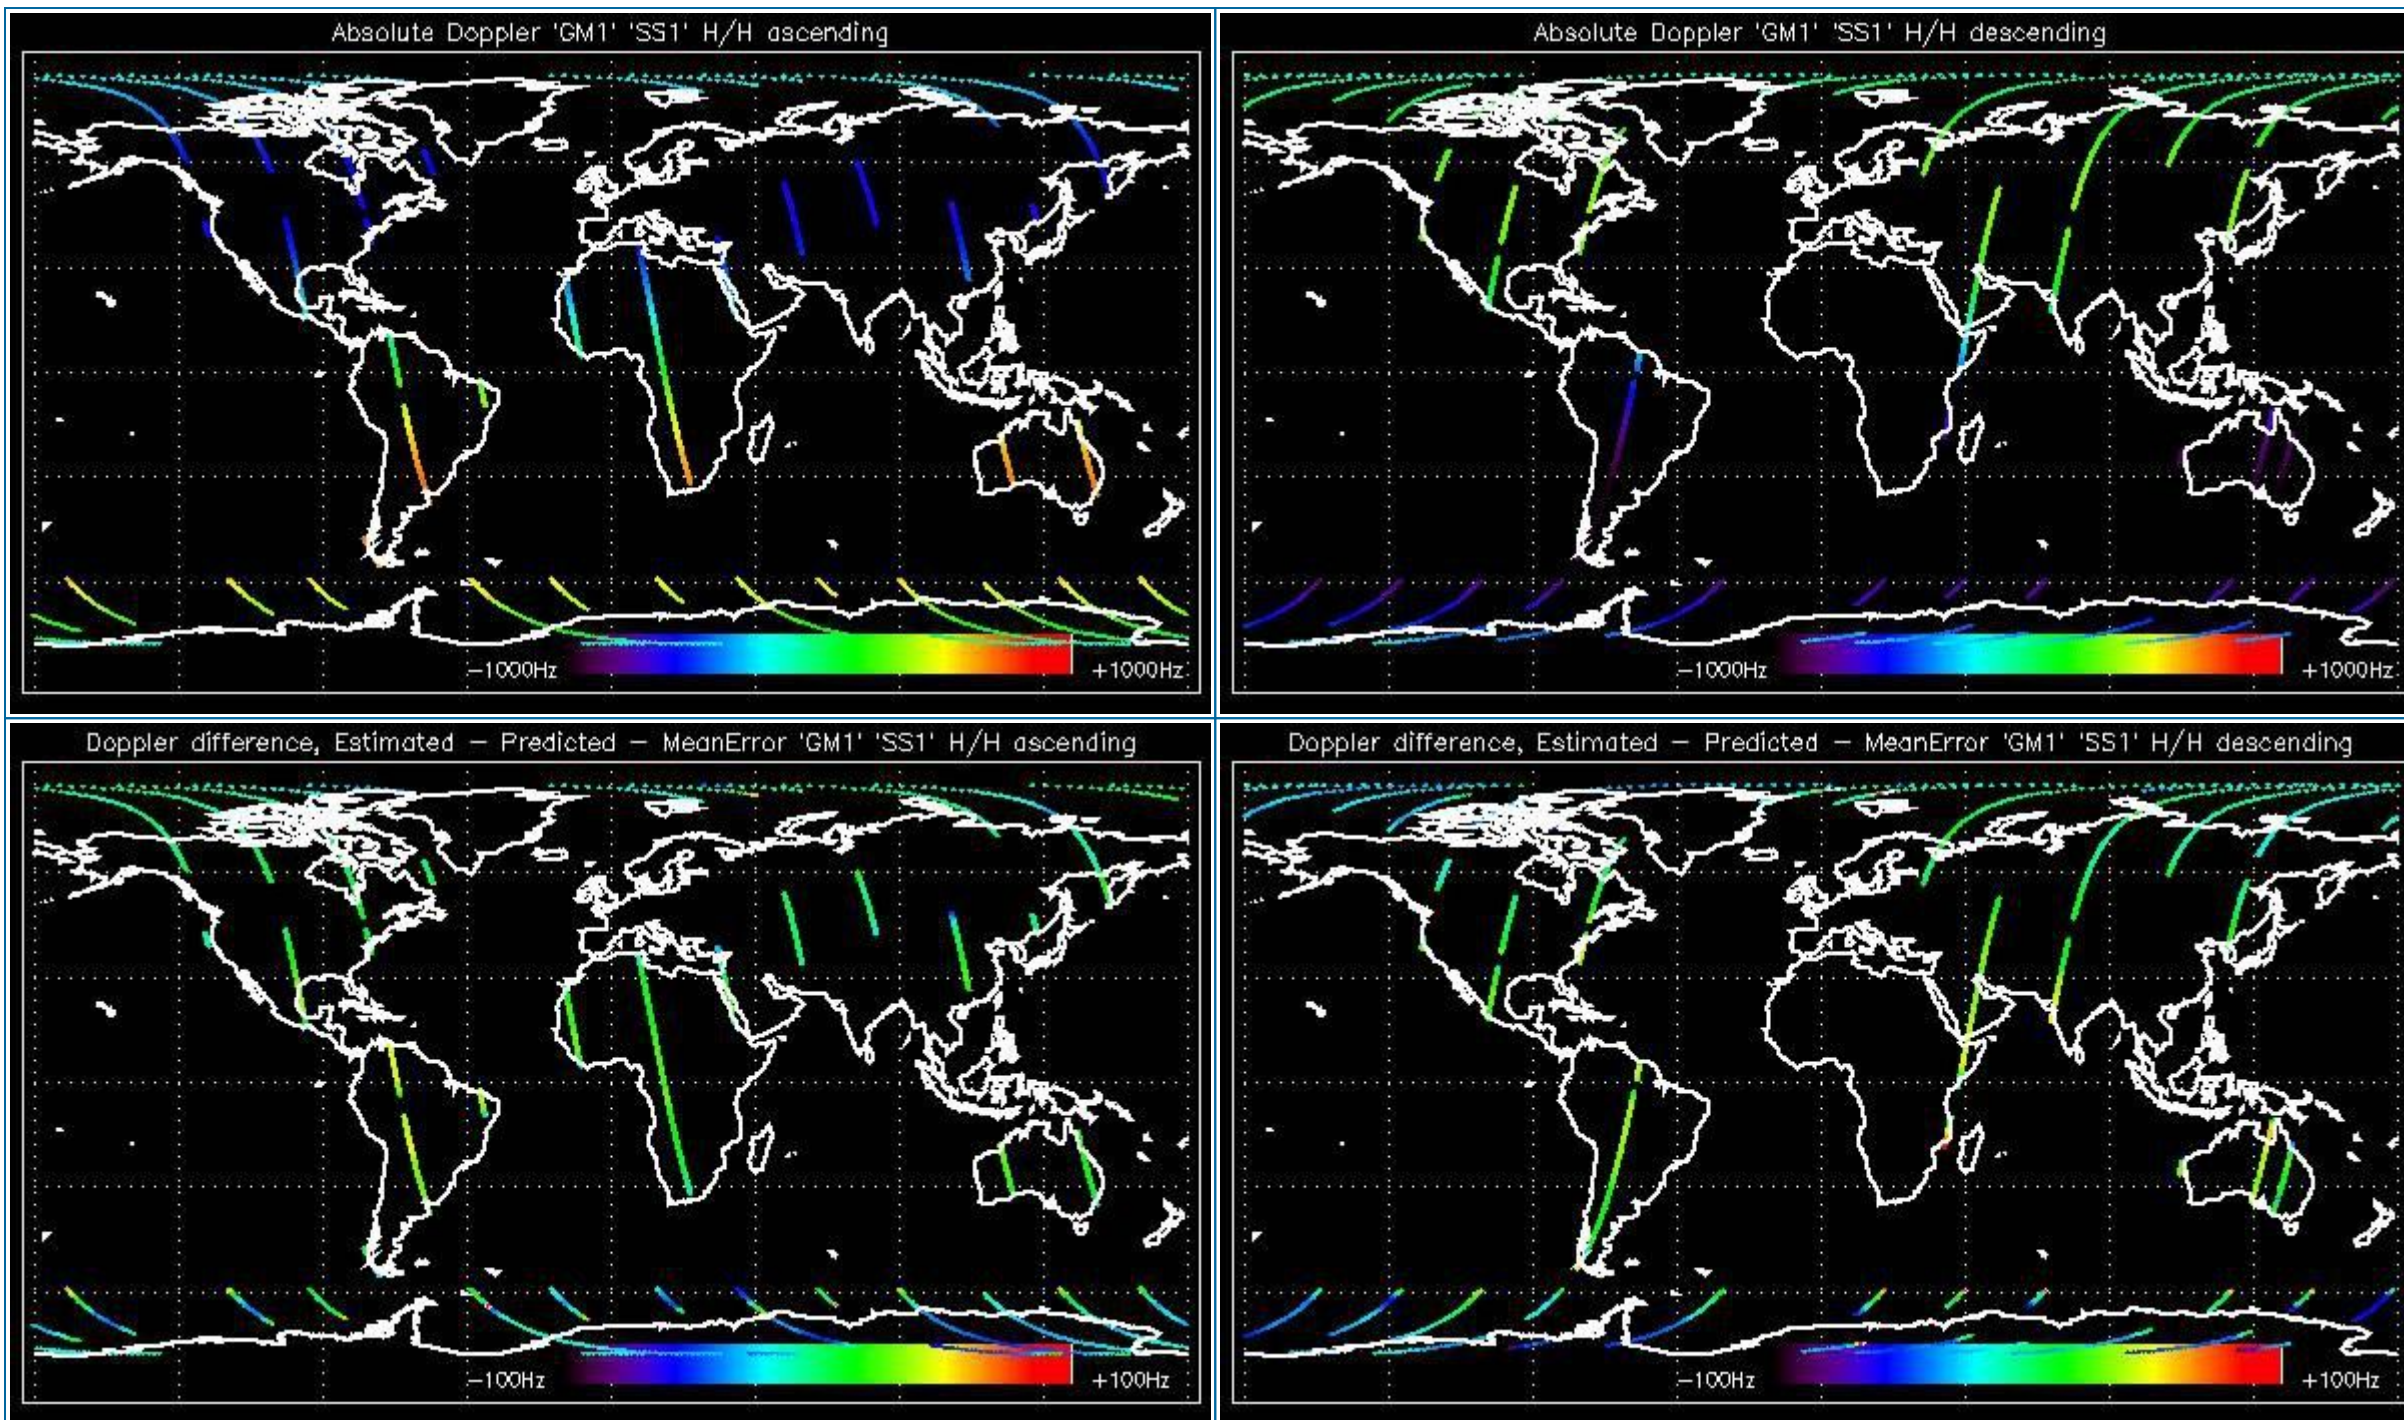 Absolute Doppler 'GM1' 'SS1' H/H ascending
-1000Hz
+1000Hz
Absolute Doppler 'GM1' 'SS1' H/H descending
-1000Hz
+1000Hz
Doppler difference, Estimated - Predicted - MeanError 'GM1' 'SS1' H/H ascending
-100Hz
+100Hz
Doppler difference, Estimated - Predicted - MeanError 'GM1' 'SS1' H/H descending
-100Hz
+100Hz